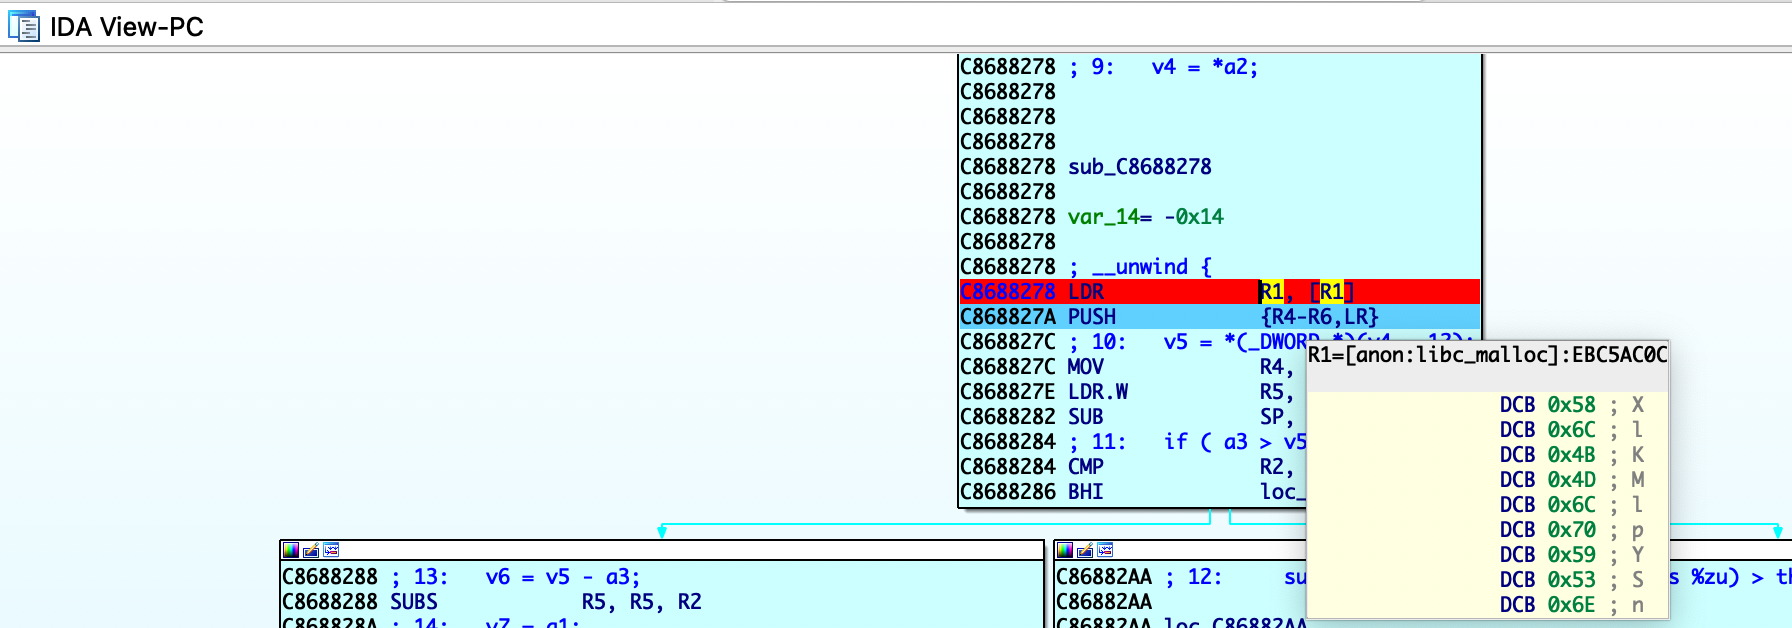 IDA View-PC
C8688278 ; 9:   v4 = *a2;
C8688278
C8688278
C8688278
C8688278 sub_C8688278
C8688278
C8688278 var_14= -0x14
C8688278
C8688278 ; __unwind {
C8688278 LDR             R1, [R1]
C868827A PUSH            {R4-R6,LR}
C868827C ; 10:   v5 = *(_DWORD *)(v4 - 12);
C868827C MOV             R4,
C868827E LDR.W           R5,
C8688282 SUB             SP,
C8688284 ; 11:   if ( a3 > v5
C8688284 CMP             R2,
C8688286 BHI             loc_
R1=[anon:libc_malloc]:EBC5AC0C
DCB 0x58 ; X
DCB 0x6C ; l
DCB 0x4B ; K
DCB 0x4D ; M
DCB 0x6C ; l
DCB 0x70 ; p
DCB 0x59 ; Y
DCB 0x53 ; S
DCB 0x6E ; n
C8688288 ; 13:   v6 = v5 - a3;
C8688288 SUBS            R5, R5, R2
C868828A ; 14:   v7 = a1;
C86882AA ; 12:     su
s %zu) > th
C86882AA
C86882AA loc_C86882AA